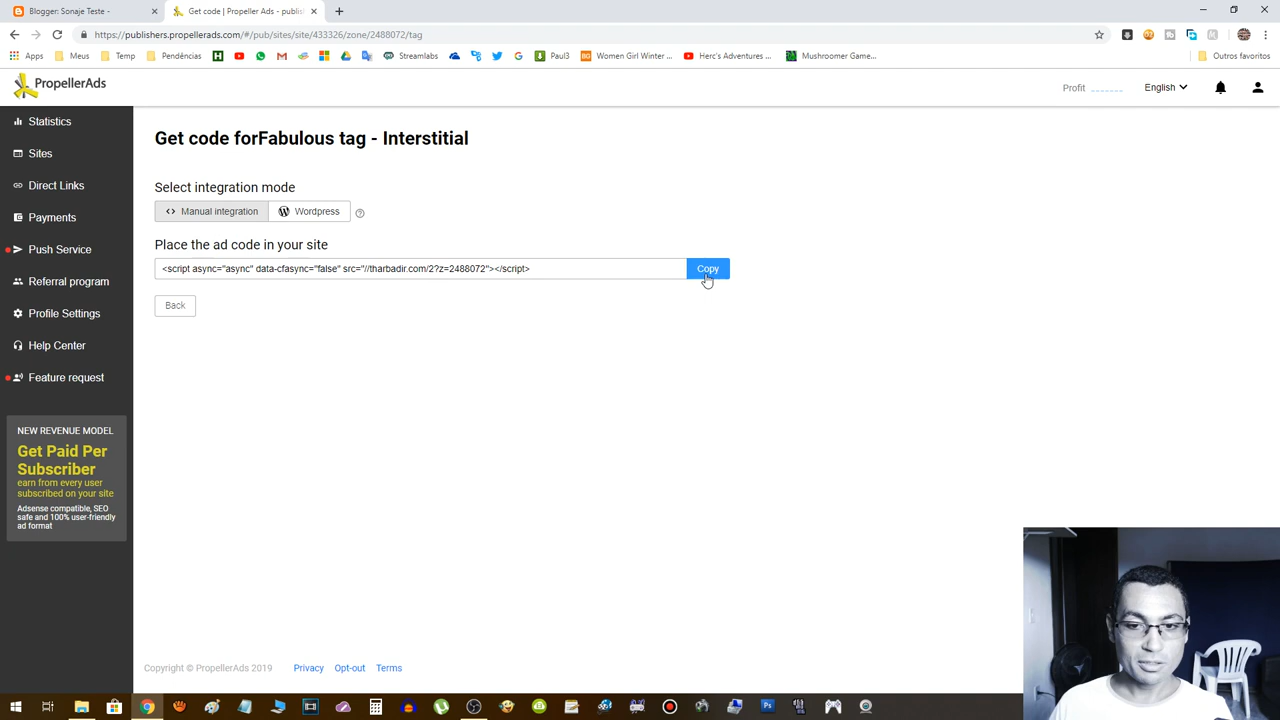 Blogger: Sonaje Teste -
Get code | Propeller Ads - publish
https://publishers.propellerads.com/#/pub/sites/site/433326/zone/2488072/tag
Apps Meus Temp Pendências Streamlabs Paul3 Women Girl Winter ... Herc's Adventures ... Mushroomer Game... Outros favoritos
PropellerAds
Profit
English
Statistics
Sites
Direct Links
Payments
Push Service
Referral program
Profile Settings
Help Center
Feature request
NEW REVENUE MODEL
Get Paid Per
Subscriber
earn from every user
subscribed on your site
Adsense compatible, SEO
safe and 100% user-friendly
ad format
Get code forFabulous tag - Interstitial
Select integration mode
Manual integration Wordpress
Place the ad code in your site
<script async="async" data-cfasync="false" src="//tharbadir.com/2?z=2488072"></script>
Copy
Back
Copyright © PropellerAds 2019 Privacy Opt-out Terms